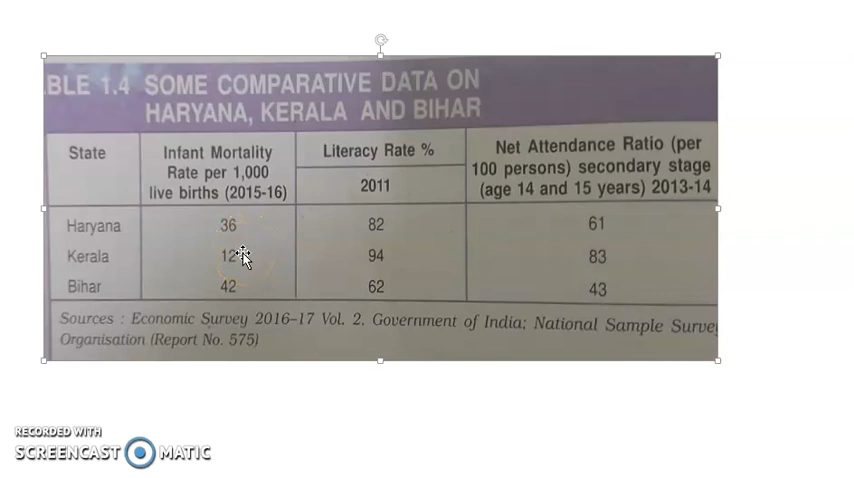 BLE 1.4 SOME COMPARATIVE DATA ON
HARYANA, KERALA AND BIHAR
State
Infant Mortality
Rate per 1,000
live births (2015-16)
Literacy Rate %
2011
Net Attendance Ratio (per
100 persons) secondary stage
(age 14 and 15 years) 2013-14
Haryana 36 82 61
Kerala 12 94 83
Bihar 42 62 43
Sources : Economic Survey 2016–17 Vol. 2, Government of India; National Sample Survey
Organisation (Report No. 575)
RECORDED WITH
SCREENCAST MATIC